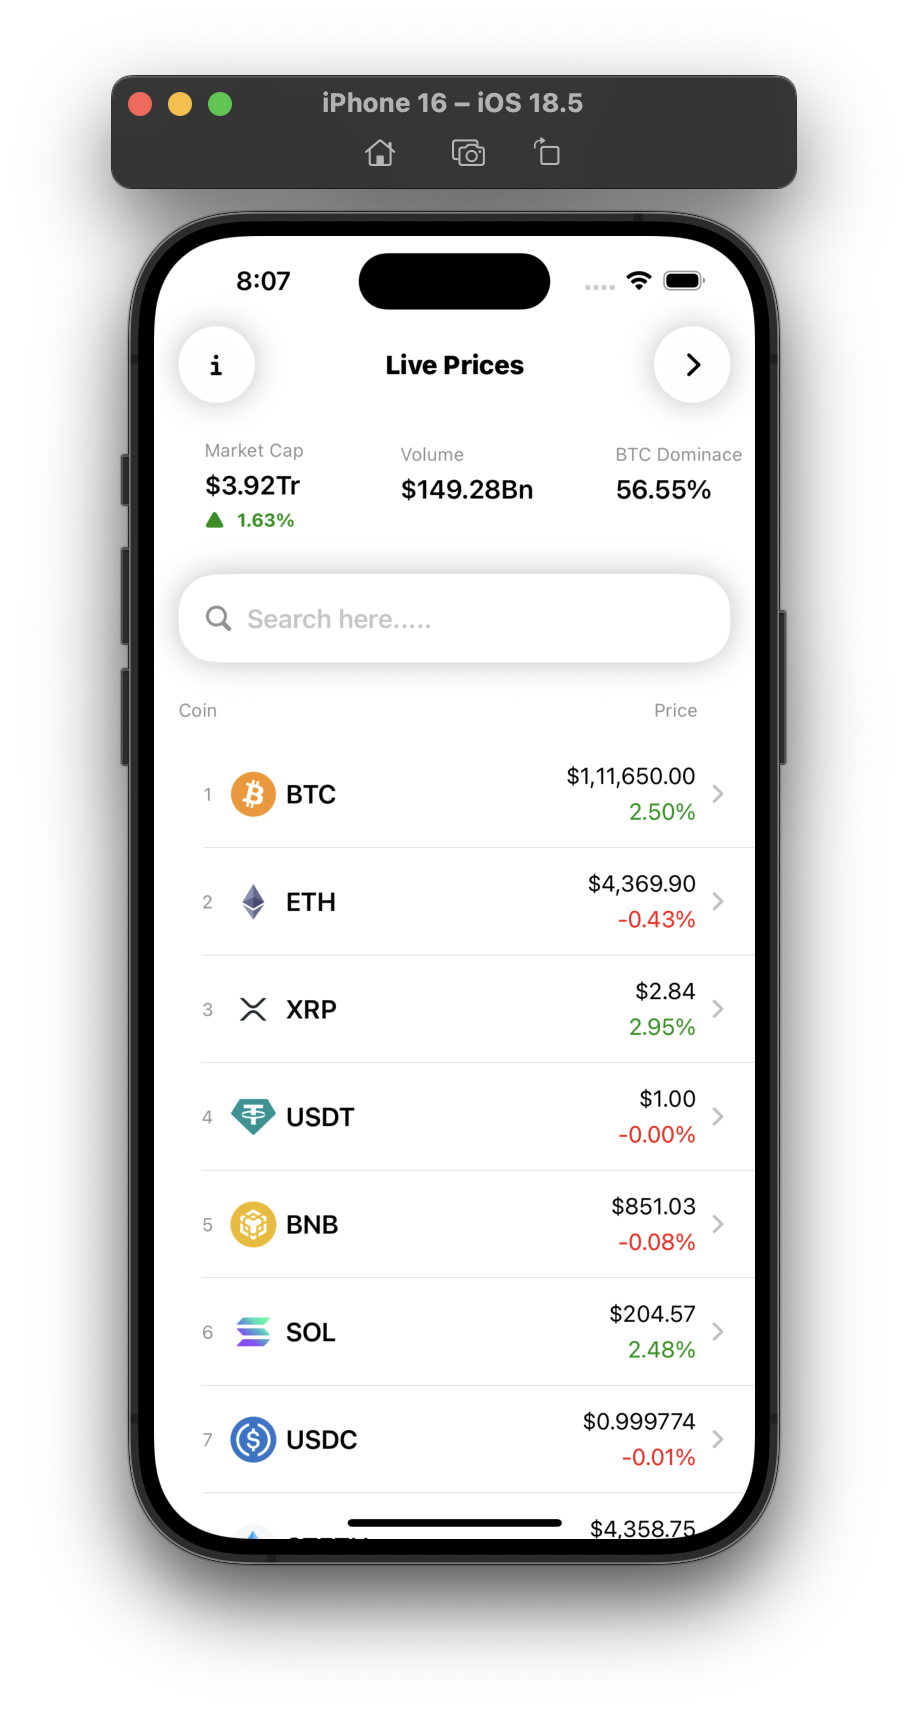 iPhone 16 – iOS 18.5
8:07
i
Live Prices
Market Cap
$3.92Tr
1.63%
Volume
$149.28Bn
BTC Dominace
56.55%
Search here.....
Coin Price
1 BTC $1,11,650.00
2.50%
2 ETH $4,369.90
-0.43%
3 XRP $2.84
2.95%
4 USDT $1.00
-0.00%
5 BNB $851.03
-0.08%
6 SOL $204.57
2.48%
7 USDC $0.999774
-0.01%
$4,358.75